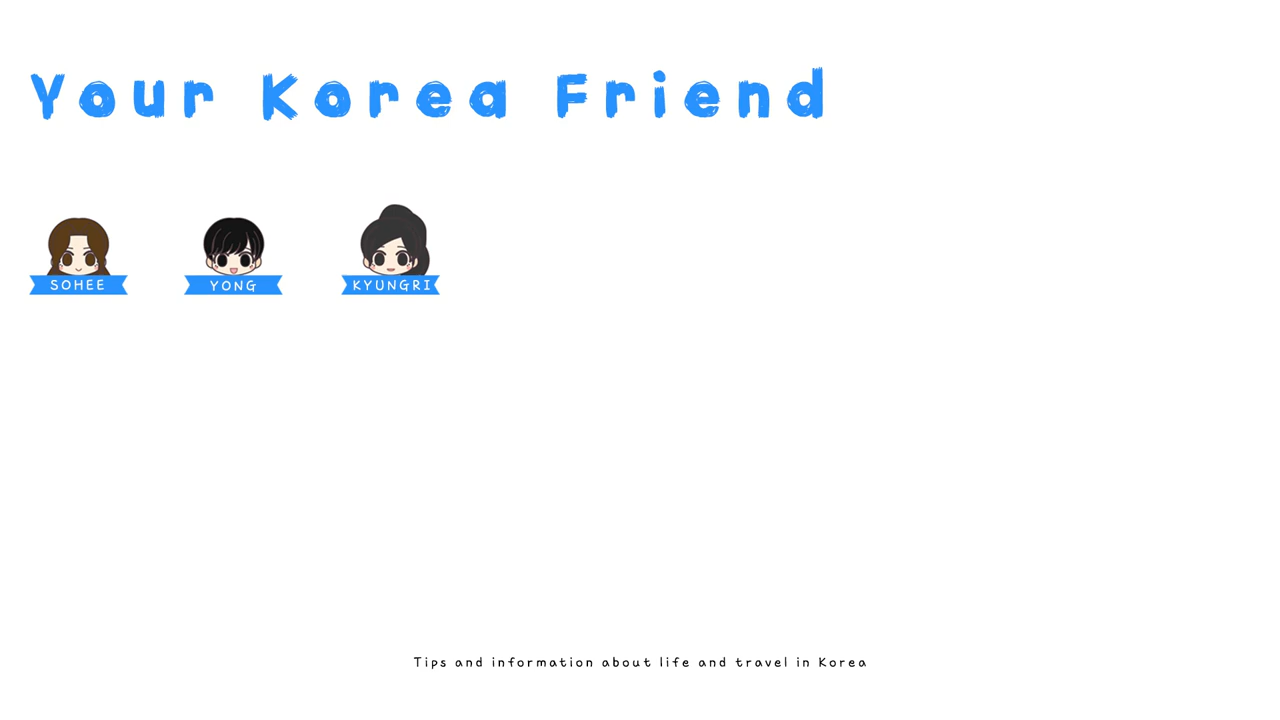 Your Korea Friend
SOHEE YONG KYUNGRI
Tips and information about life and travel in Korea